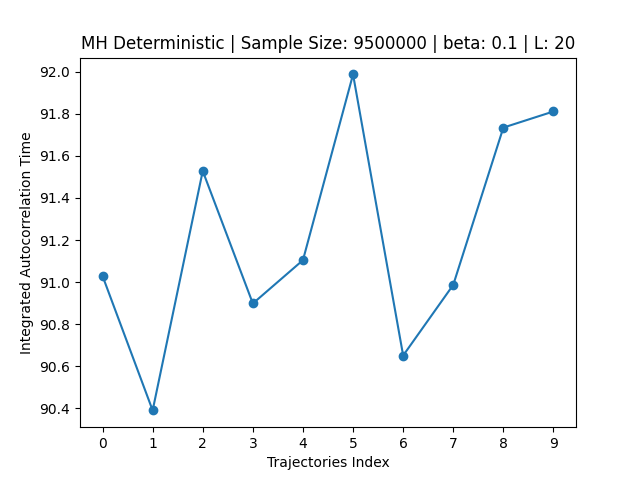 MH Deterministic | Sample Size: 9500000 | beta: 0.1 | L: 20
Integrated Autocorrelation Time
92.0
91.8
91.6
91.4
91.2
91.0
90.8
90.6
90.4
0 1 2 3 4 5 6 7 8 9
Trajectories Index